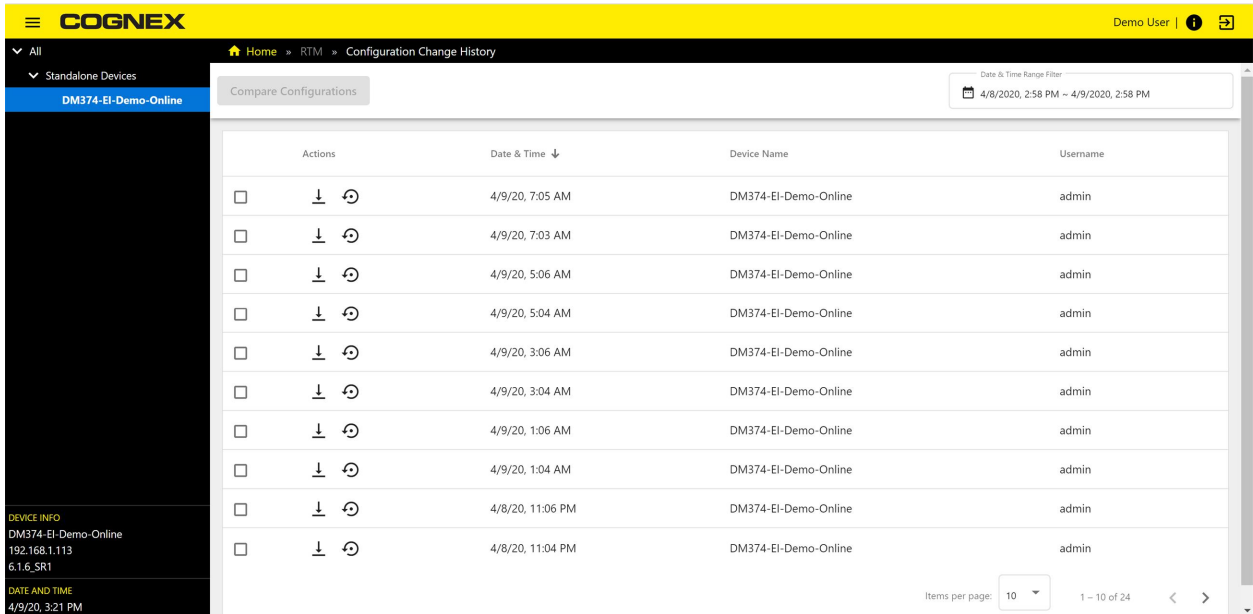 COGNEX
Demo User |
All
Standalone Devices
DM374-EI-Demo-Online
Home » RTM » Configuration Change History
Compare Configurations
Date & Time Range Filter
4/8/2020, 2:58 PM ~ 4/9/2020, 2:58 PM
Actions Date & Time Device Name Username
4/9/20, 7:05 AM DM374-EI-Demo-Online admin
4/9/20, 7:03 AM DM374-EI-Demo-Online admin
4/9/20, 5:06 AM DM374-EI-Demo-Online admin
4/9/20, 5:04 AM DM374-EI-Demo-Online admin
4/9/20, 3:06 AM DM374-EI-Demo-Online admin
4/9/20, 3:04 AM DM374-EI-Demo-Online admin
4/9/20, 1:06 AM DM374-EI-Demo-Online admin
4/9/20, 1:04 AM DM374-EI-Demo-Online admin
4/8/20, 11:06 PM DM374-EI-Demo-Online admin
4/8/20, 11:04 PM DM374-EI-Demo-Online admin
Items per page: 10 1 – 10 of 24
DEVICE INFO
DM374-EI-Demo-Online
192.168.1.113
6.1.6_SR1
DATE AND TIME
4/9/20, 3:21 PM